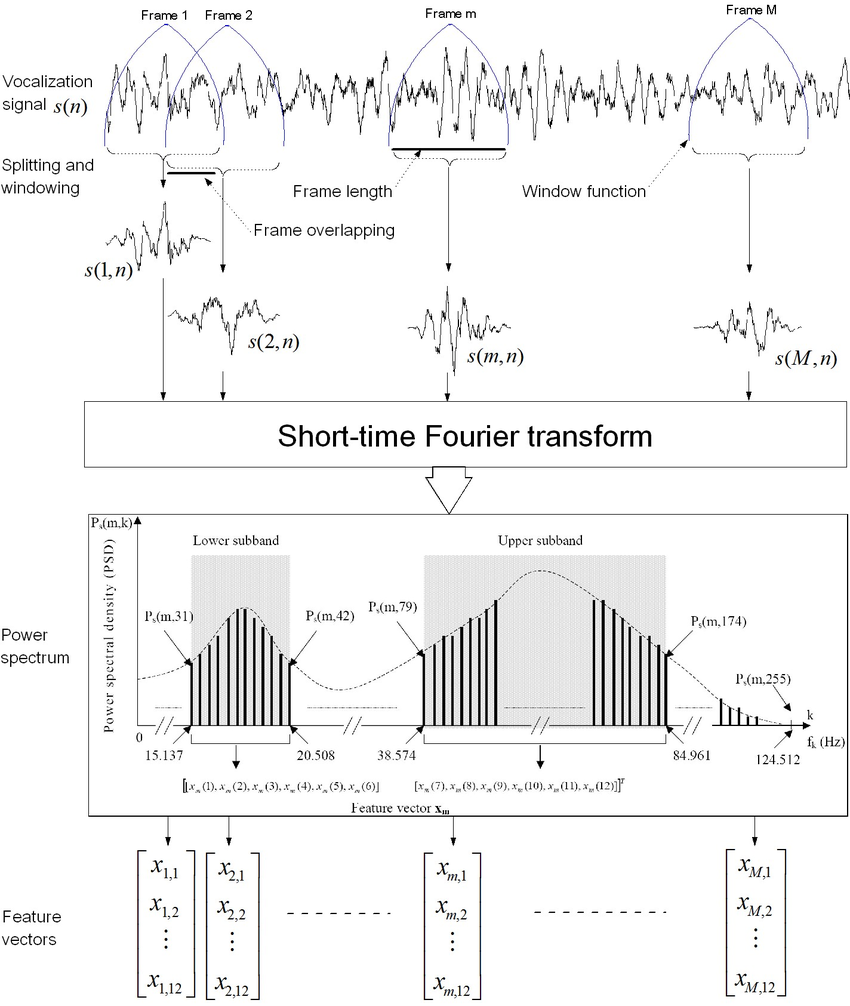 Frame 1
Frame 2
Frame m
Frame M
Vocalization
signal s(n)
Splitting and
windowing
Frame length
Window function
Frame overlapping
s(1,n)
s(2,n)
s(m,n)
s(M,n)
Short-time Fourier transform
Pₛ(m,k)
Power spectral density (PSD)
Lower subband
Upper subband
Pₛ(m,31)
Pₛ(m,42)
Pₛ(m,79)
Pₛ(m,174)
Pₛ(m,255)
Power
spectrum
k
0
fₖ (Hz)
15.137
20.508
38.574
84.961
124.512
[[xₘ(1), xₘ(2), xₘ(3), xₘ(4), xₘ(5), xₘ(6)]
[xₘ(7), xₘ(8), xₘ(9), xₘ(10), xₘ(11), xₘ(12)]]ᵀ
Feature vector xₘ
Feature
vectors
x1,1
x1,2
⋮
x1,12
x2,1
x2,2
⋮
x2,12
xm,1
xm,2
⋮
xm,12
xM,1
xM,2
⋮
xM,12